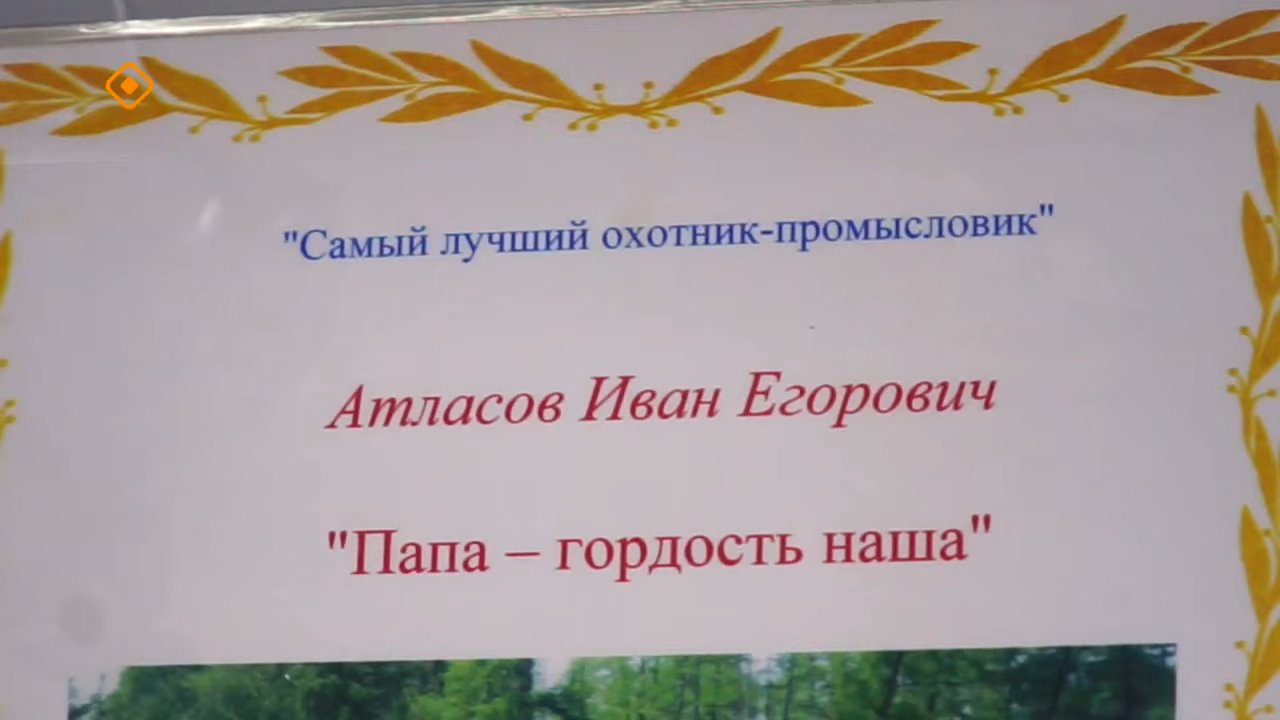 "Самый лучший охотник-промысловик"
Атласов Иван Егорович
"Папа – гордость наша"